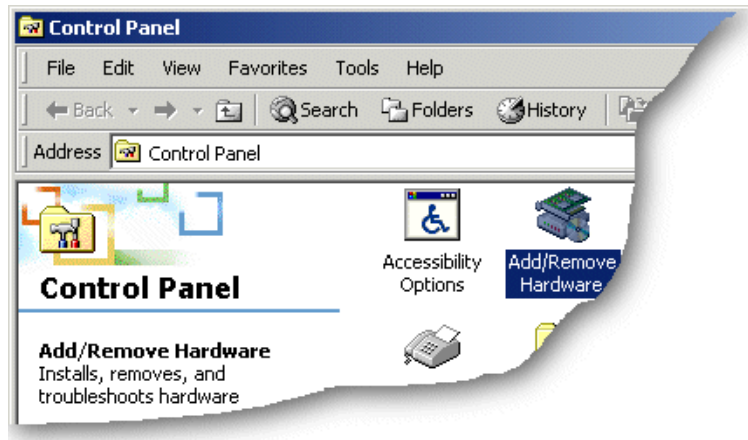 Control Panel
File Edit View Favorites Tools Help
Back Search Folders History
Address Control Panel
Accessibility
Options
Add/Remove
Hardware
Control Panel
Add/Remove Hardware
Installs, removes, and
troubleshoots hardware